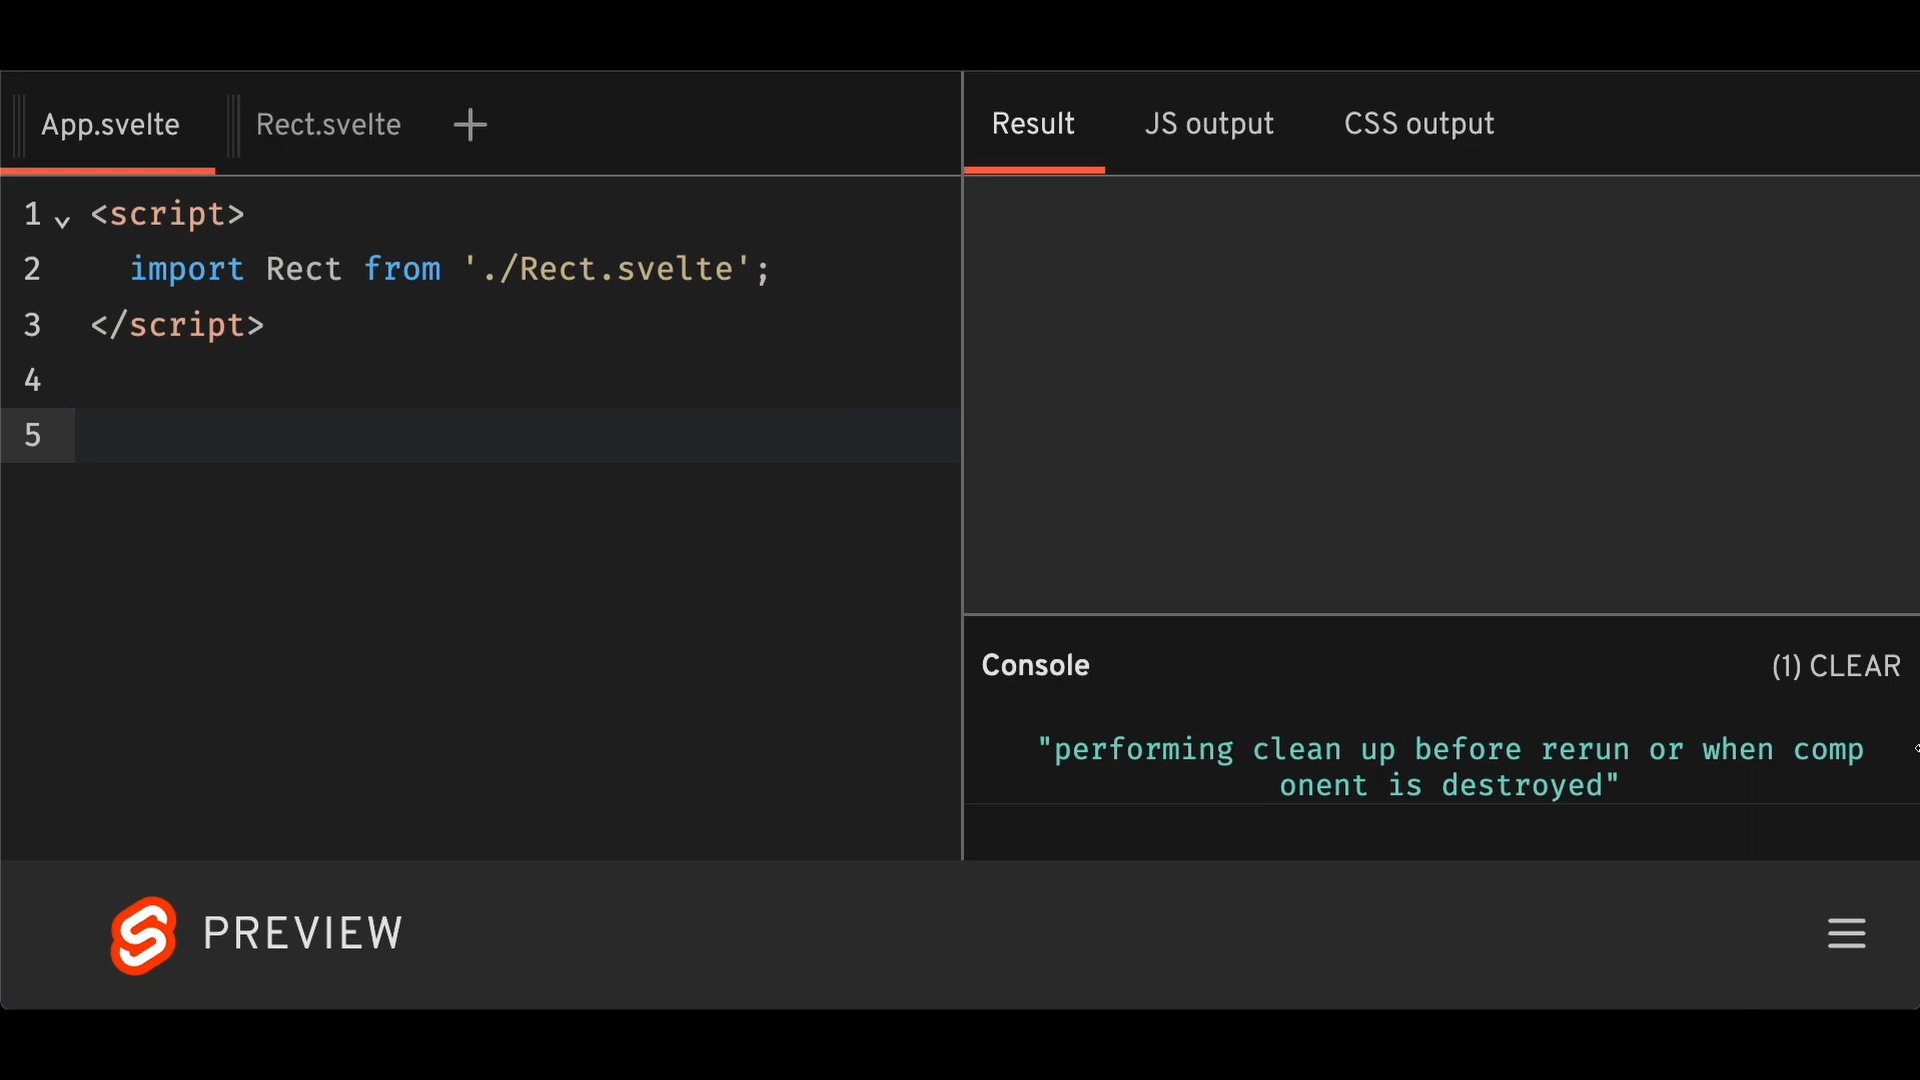 App.svelte
Rect.svelte
Result
JS output
CSS output
1 <script>
2 import Rect from './Rect.svelte';
3 </script>
4
5
Console
(1) CLEAR
"performing clean up before rerun or when comp
onent is destroyed"
PREVIEW